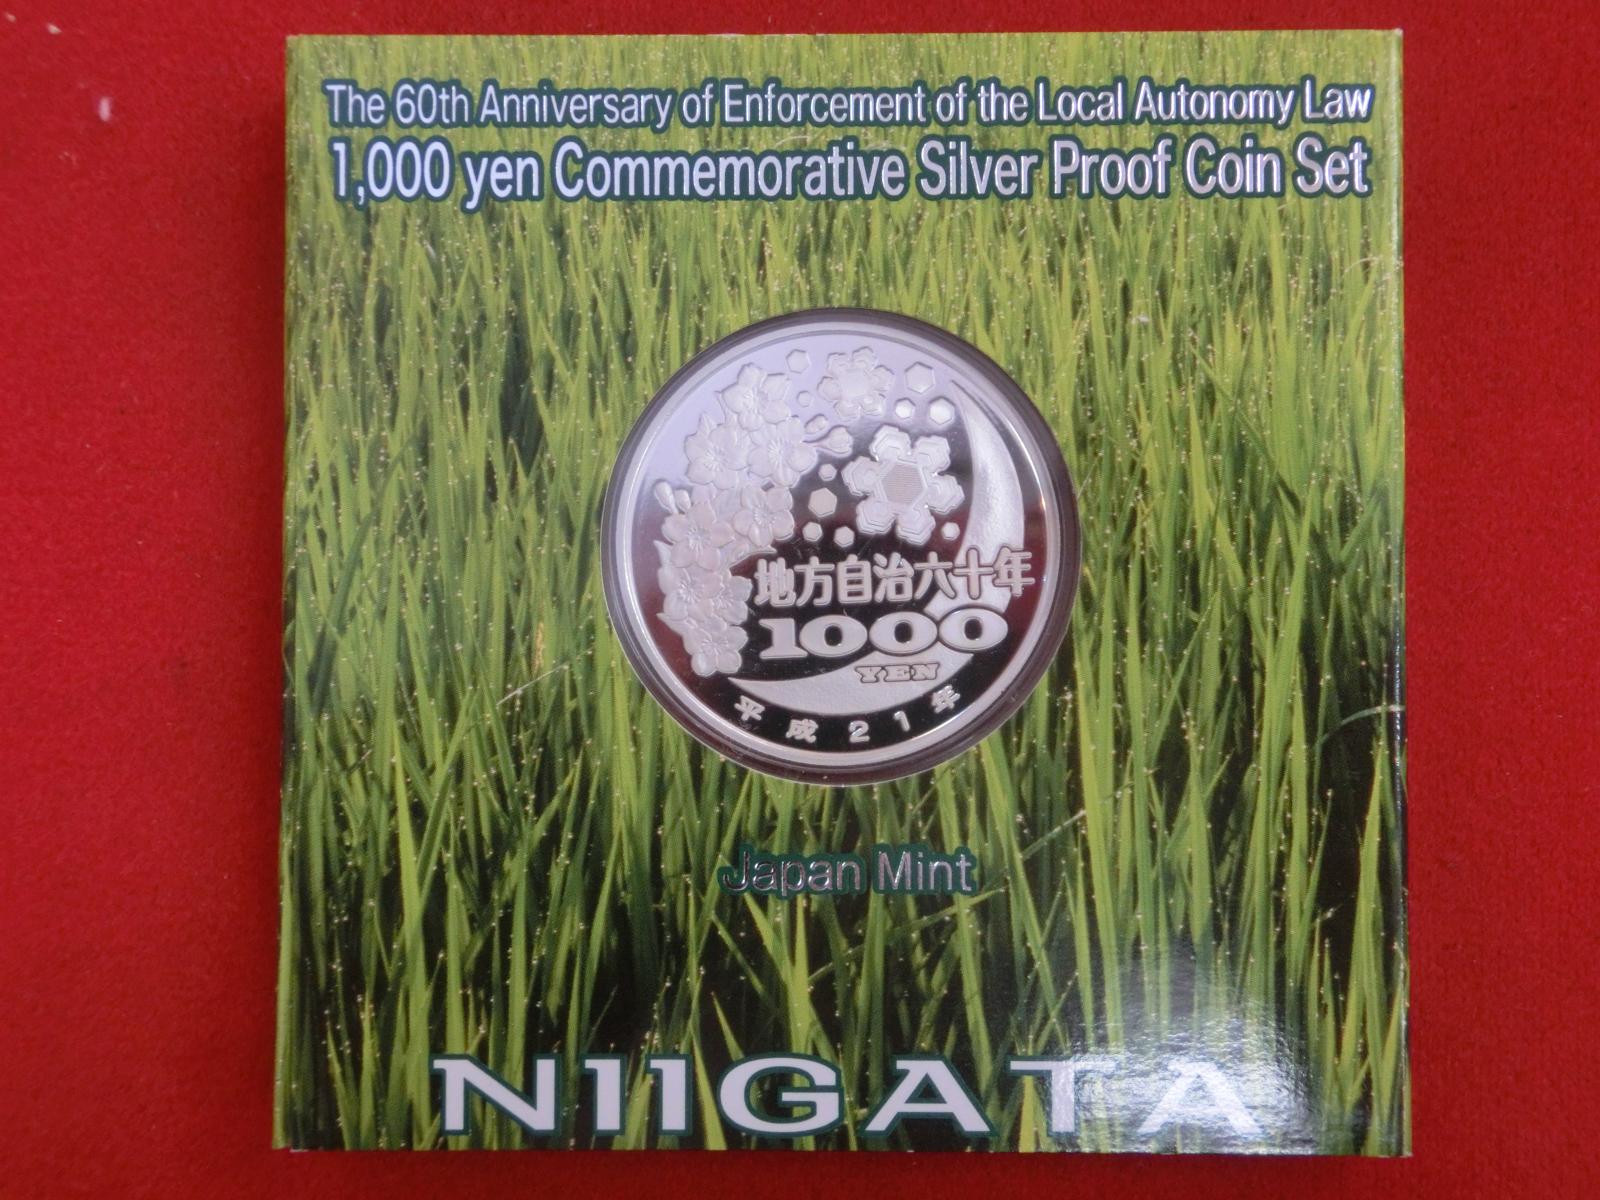 The 60th Anniversary of Enforcement of the Local Autonomy Law
1,000 yen Commemorative Silver Proof Coin Set
地方自治六十年
1000
YEN
平成21年
Japan Mint
NIIGATA